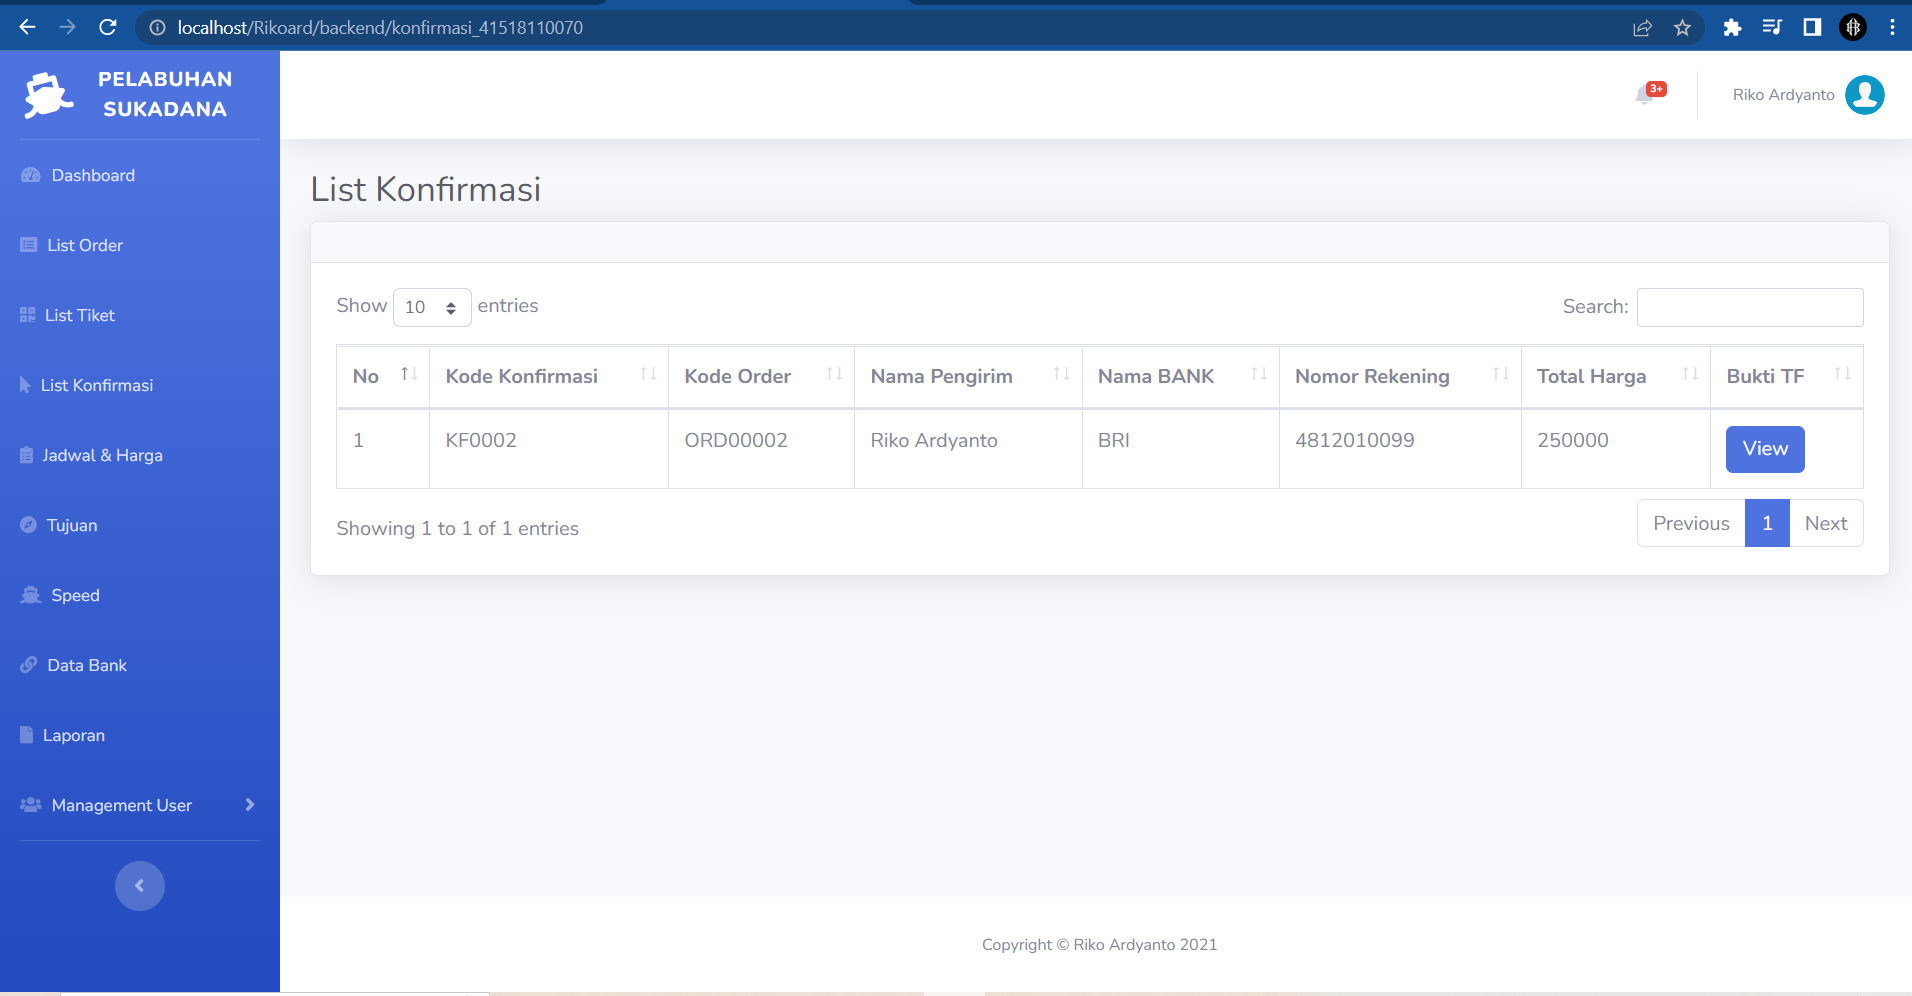 localhost/Rikoard/backend/konfirmasi_41518110070
PELABUHAN
SUKADANA
3+
Riko Ardyanto
Dashboard
List Order
List Tiket
List Konfirmasi
Jadwal & Harga
Tujuan
Speed
Data Bank
Laporan
Management User
List Konfirmasi
Show 10 entries
Search:
No Kode Konfirmasi Kode Order Nama Pengirim Nama BANK Nomor Rekening Total Harga Bukti TF
1 KF0002 ORD00002 Riko Ardyanto BRI 4812010099 250000 View
Showing 1 to 1 of 1 entries
Previous 1 Next
Copyright © Riko Ardyanto 2021